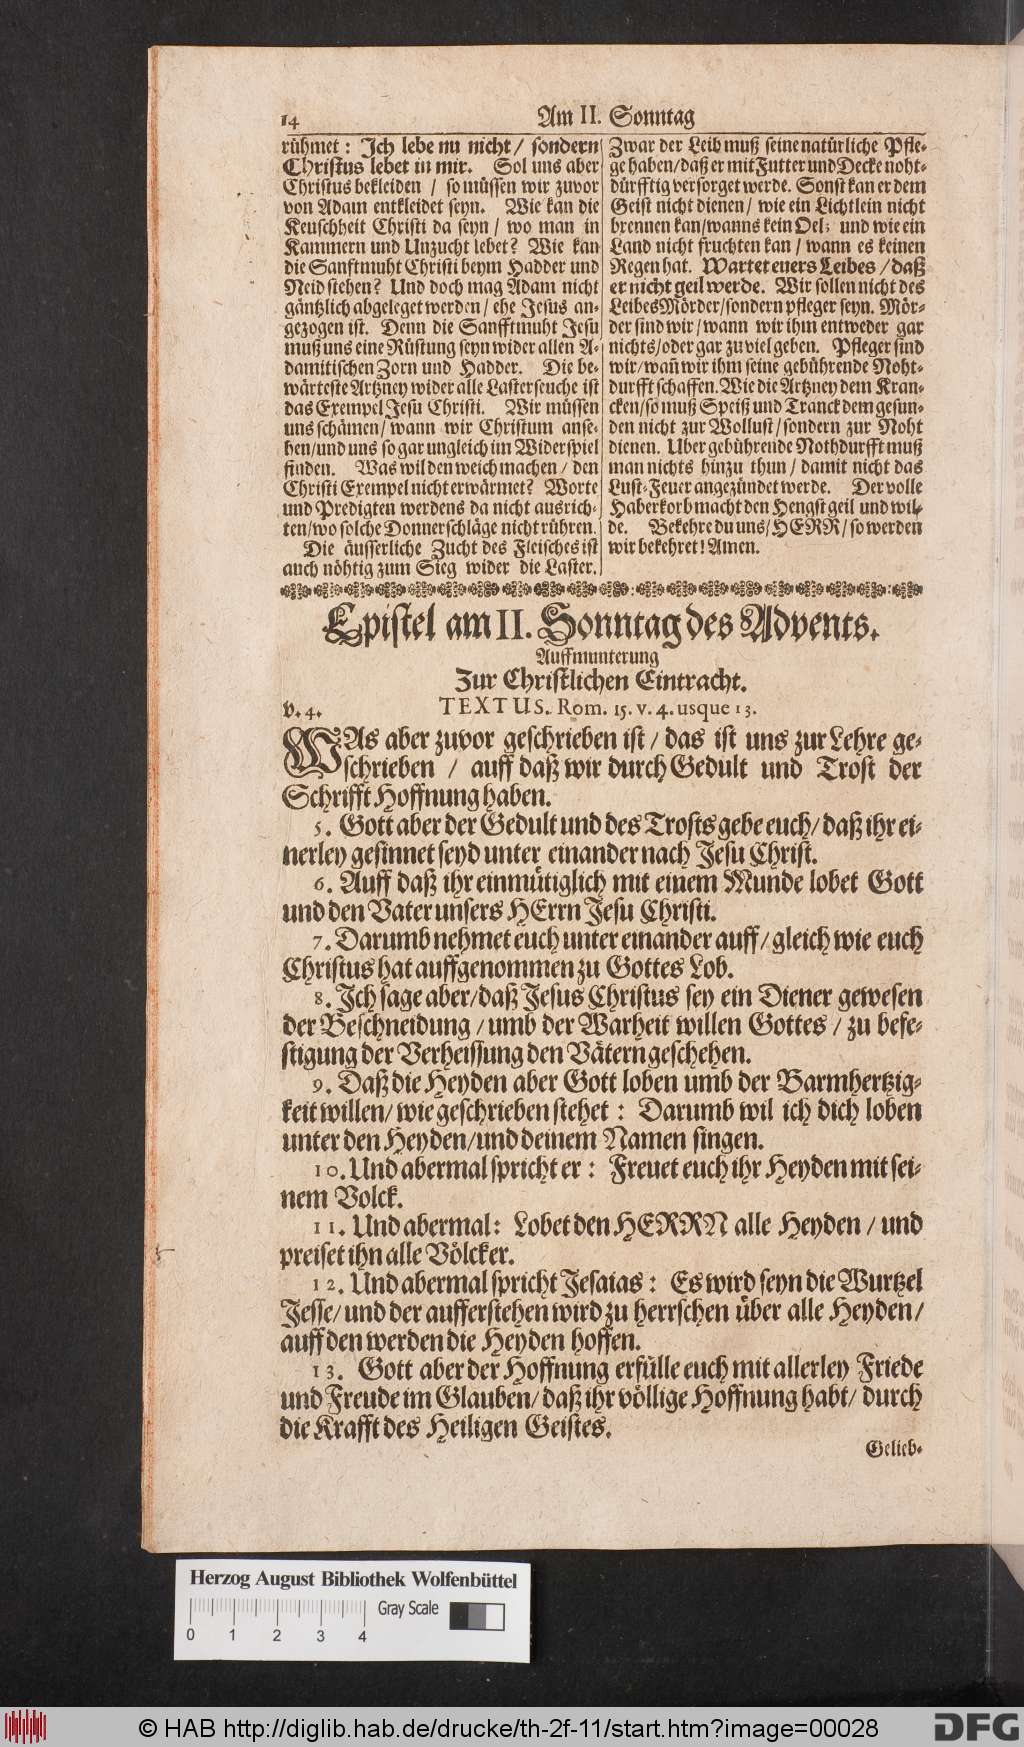 14
Am II. Sonntag
rühmet: Ich lebe nu nicht/ sondern
Christus lebet in mir. Sol uns aber
Christus bekleiden / so müssen wir zuvor
von Adam entkleidet seyn. Wie kan die
Keuschheit Christi da seyn / wo man in
Kammern und Unzucht lebet? Wie kan
die Sanftmuht Christi beym Hadder und
Neid stehen? Und doch mag Adam nicht
gäntzlich abgeleget werden / ehe Jesus an-
gezogen ist. Denn die Sanfftmuht Jesu
muß uns eine Rüstung seyn wider allen A-
damitischen Zorn und Hadder. Die be-
wärteste Artzney wider alle Lasterseuche ist
das Exempel Jesu Christi. Wir müssen
uns schämen / wann wir Christum anse-
hen/und uns so gar ungleich im Widerspiel
finden. Was wil den weich machen / den
Christi Exempel nicht erwärmet? Worte
und Predigten werdens da nicht ausrich-
ten/wo solche Donnerschläge nicht rühren.
Die äusserliche Zucht des Fleisches ist
auch nöhtig zum Sieg wider die Laster.
Zwar der Leib muß seine natürliche Pfle-
ge haben/daß er mit Futter und Decke noht-
dürfftig versorget werde. Sonst kan er dem
Geist nicht dienen / wie ein Lichtlein nicht
brennen kan/wanns kein Oel; und wie ein
Land nicht fruchten kan / wann es keinen
Regen hat. Wartet euers Leibes / daß
er nicht geil werde. Wir sollen nicht des
Leibes Mörder/sondern pfleger seyn. Mör-
der sind wir / wann wir ihm entweder gar
nichts/oder gar zu viel geben. Pfleger sind
wir/wañ wir ihm seine gebührende Noht-
durfft schaffen. Wie die Artzney dem Kran-
cken/so muß Speiß und Tranck dem gesun-
den nicht zur Wollust/sondern zur Noht
dienen. Uber gebührende Nothdurfft muß
man nichts hinzu thun / damit nicht das
Lust-Feuer angezündet werde. Der volle
Haberkorb macht den Hengst geil und wil-
de. Bekehre du uns/HERR/so werden
wir bekehret! Amen.
Epistel am II. Sonntag des Advents.
Auffmunterung
Zur Christlichen Eintracht.
v. 4. TEXTUS. Rom. 15. v. 4. usque 13.
WAs aber zuvor geschrieben ist / das ist uns zur Lehre ge-
schrieben / auff daß wir durch Gedult und Trost der
Schrifft Hoffnung haben.
5. Gott aber der Gedult und des Trosts gebe euch/ daß ihr ei-
nerley gesinnet seyd unter einander nach Jesu Christ.
6. Auff daß ihr einmütiglich mit einem Munde lobet Gott
und den Vater unsers HErrn Jesu Christi.
7. Darumb nehmet euch unter einander auff/ gleich wie euch
Christus hat auffgenommen zu Gottes Lob.
8. Ich sage aber/daß Jesus Christus sey ein Diener gewesen
der Beschneidung / umb der Warheit willen Gottes / zu befe-
stigung der Verheissung den Vätern geschehen.
9. Daß die Heyden aber Gott loben umb der Barmhertzig-
keit willen/ wie geschrieben stehet: Darumb wil ich dich loben
unter den Heyden/und deinem Namen singen.
10. Und abermal spricht er: Freuet euch ihr Heyden mit sei-
nem Volck.
11. Und abermal: Lobet den HERRN alle Heyden / und
preiset ihn alle Völcker.
12. Und abermal spricht Jesaias: Es wird seyn die Wurtzel
Jesse/ und der aufferstehen wird zu herrschen über alle Heyden/
auff den werden die Heyden hoffen.
13. Gott aber der Hoffnung erfülle euch mit allerley Friede
und Freude im Glauben/ daß ihr völlige Hoffnung habt/ durch
die Krafft des Heiligen Geistes.
Gelieb-
Herzog August Bibliothek Wolfenbüttel
Gray Scale
0 1 2 3 4
© HAB http://diglib.hab.de/drucke/th-2f-11/start.htm?image=00028
DFG